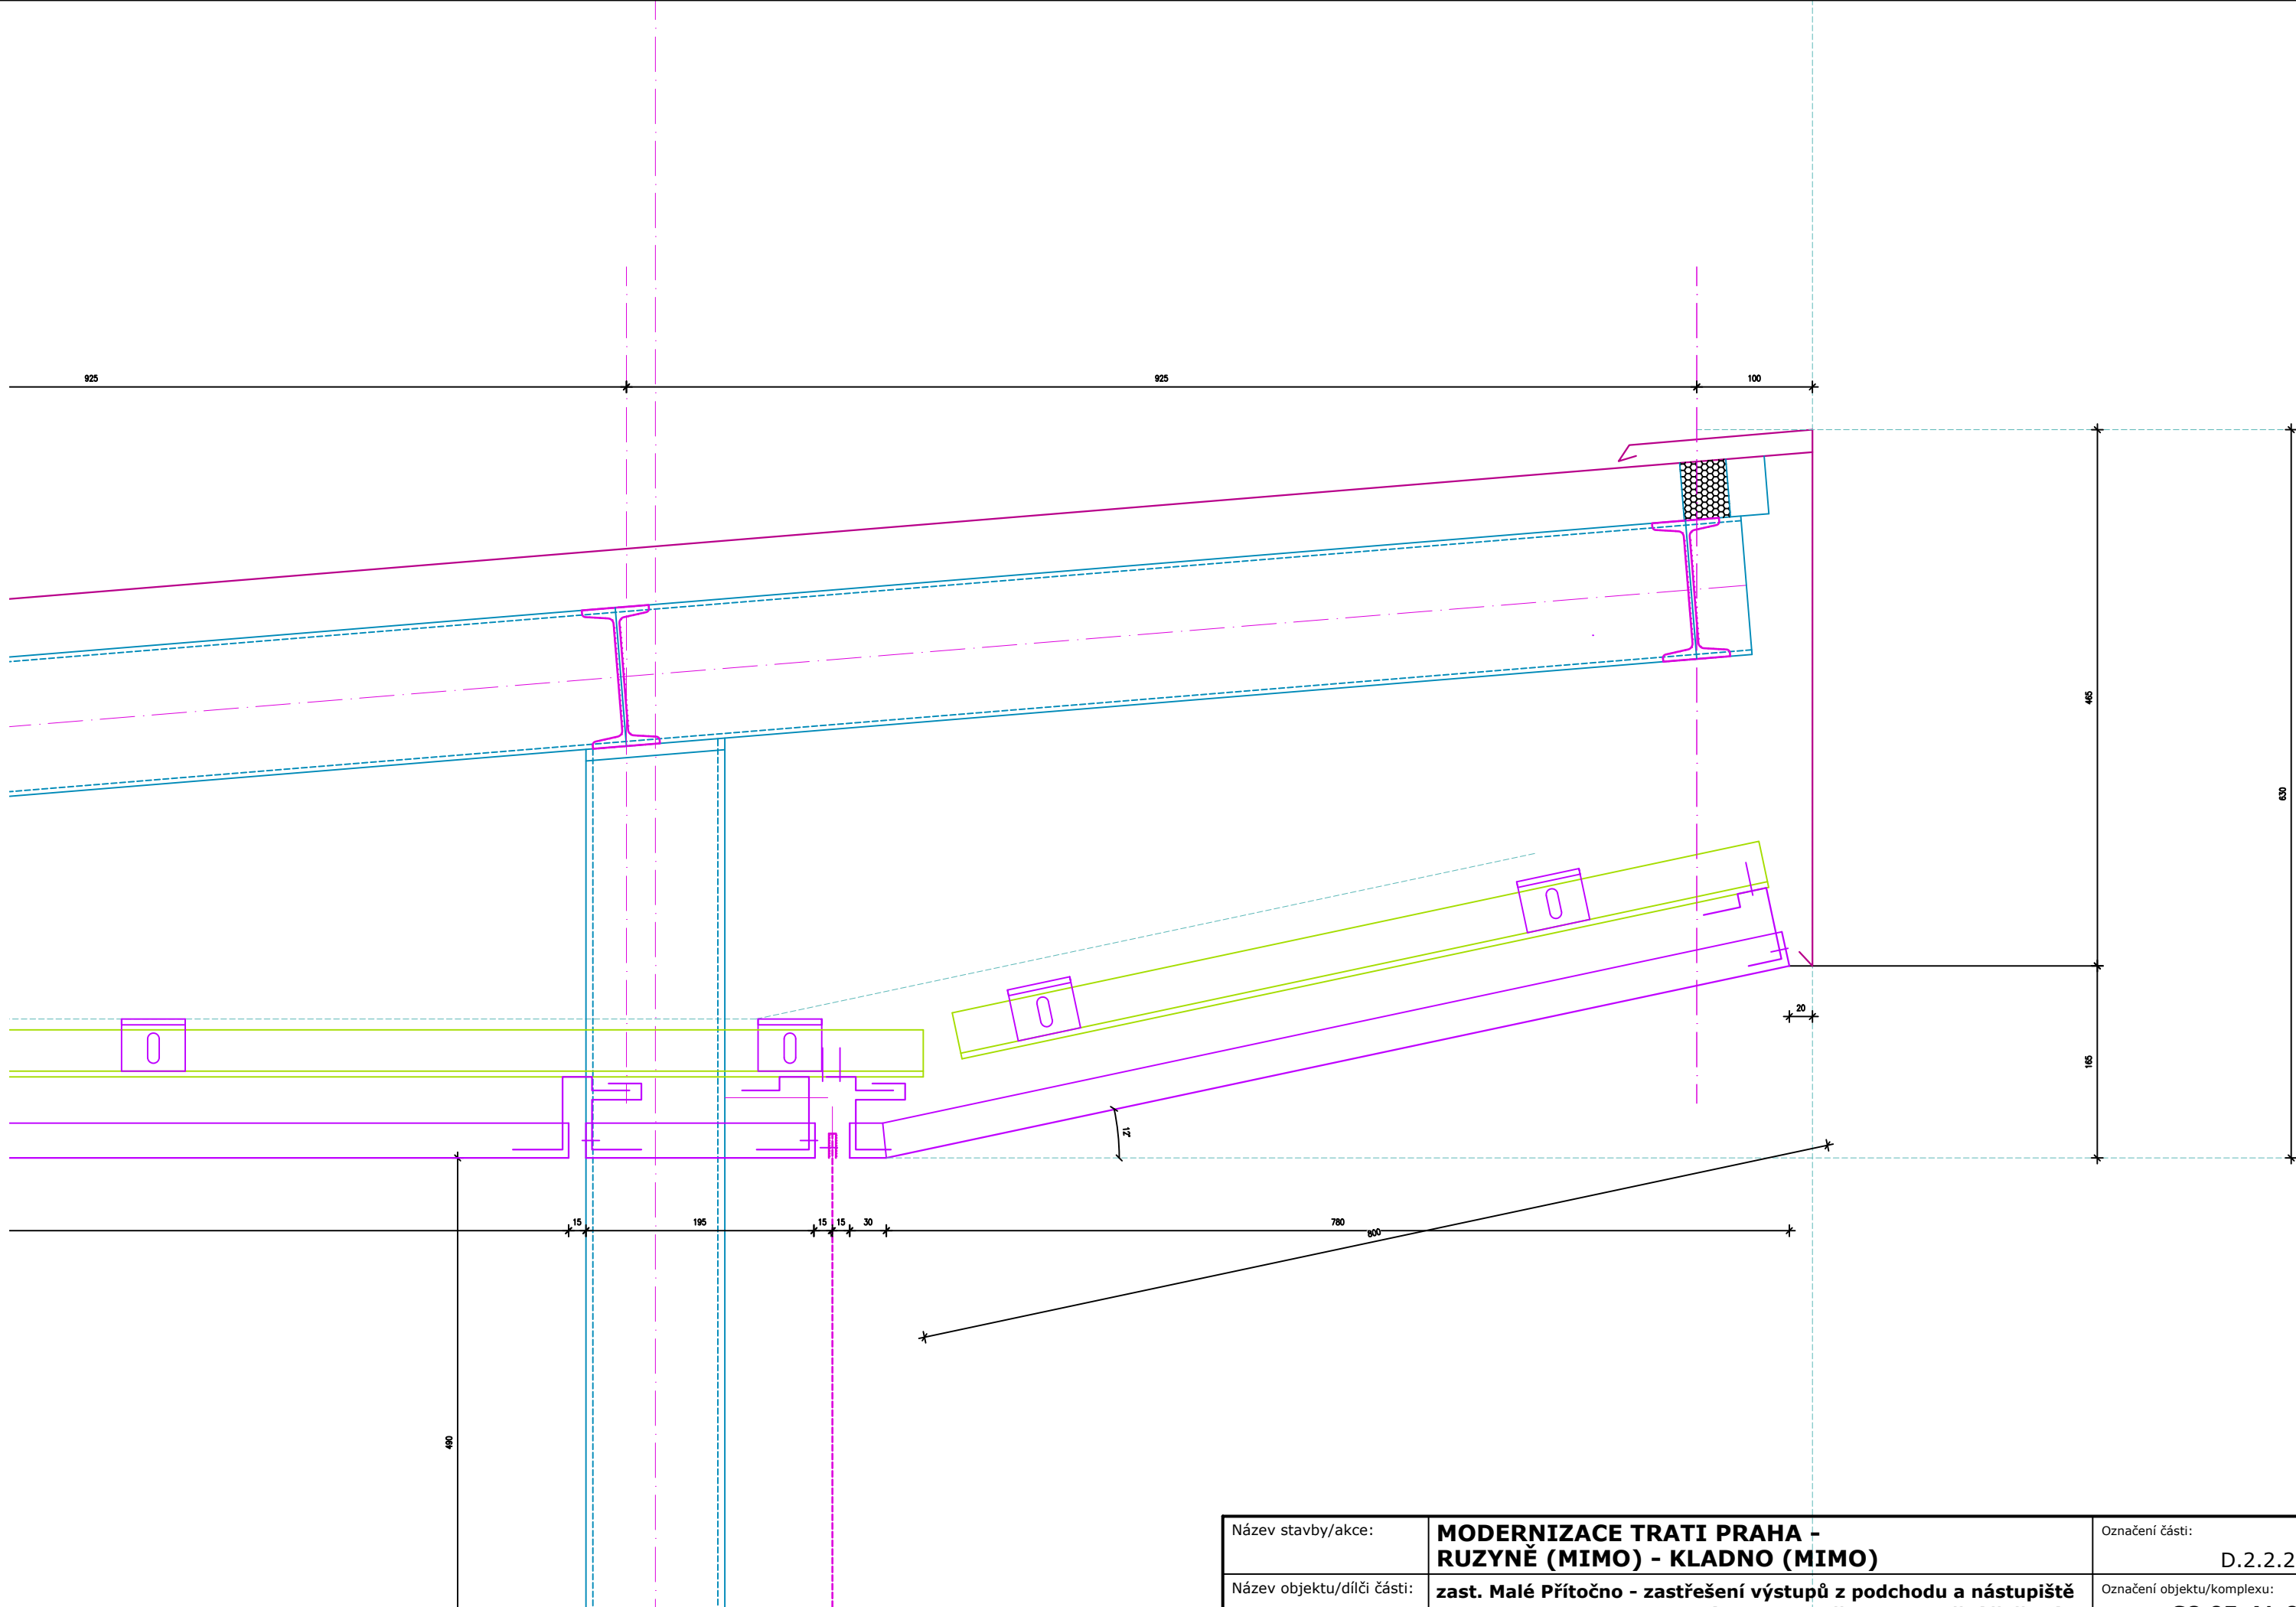 925
925
100
465
630
20
165
12°
15
195
15
15
30
780
800
490
Název stavby/akce:
MODERNIZACE TRATI PRAHA -
RUZYNĚ (MIMO) - KLADNO (MIMO)
Označení části:
D.2.2.2
Název objektu/dílči části:
zast. Malé Přítočno - zastřešení výstupů z podchodu a nástupiště
Označení objektu/komplexu: